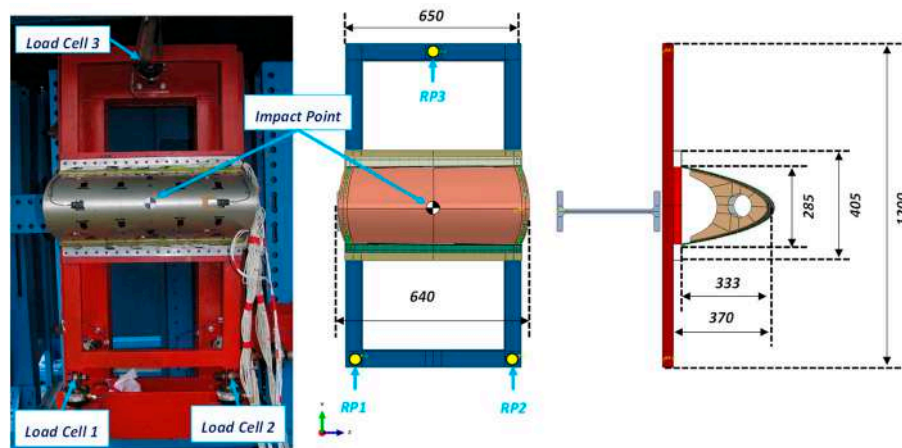 Load Cell 3
Impact Point
Load Cell 1
Load Cell 2
650
RP3
640
RP1
RP2
Y
285
405
1200
333
370